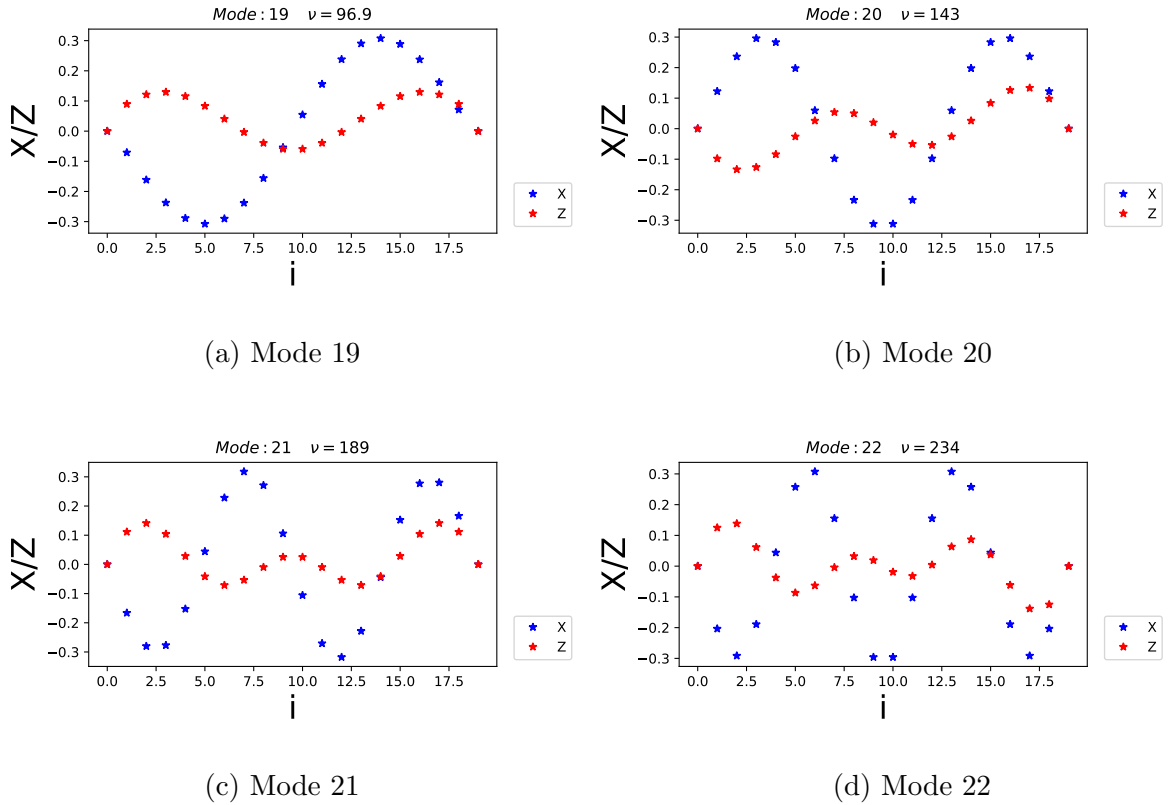 Mode: 19 ν = 96.9
X/Z
0.3
0.2
0.1
0.0
−0.1
−0.2
−0.3
0.0 2.5 5.0 7.5 10.0 12.5 15.0 17.5
i
X
Z
(a) Mode 19
Mode: 20 ν = 143
X/Z
0.3
0.2
0.1
0.0
−0.1
−0.2
−0.3
0.0 2.5 5.0 7.5 10.0 12.5 15.0 17.5
i
X
Z
(b) Mode 20
Mode: 21 ν = 189
X/Z
0.3
0.2
0.1
0.0
−0.1
−0.2
−0.3
0.0 2.5 5.0 7.5 10.0 12.5 15.0 17.5
i
X
Z
(c) Mode 21
Mode: 22 ν = 234
X/Z
0.3
0.2
0.1
0.0
−0.1
−0.2
−0.3
0.0 2.5 5.0 7.5 10.0 12.5 15.0 17.5
i
X
Z
(d) Mode 22